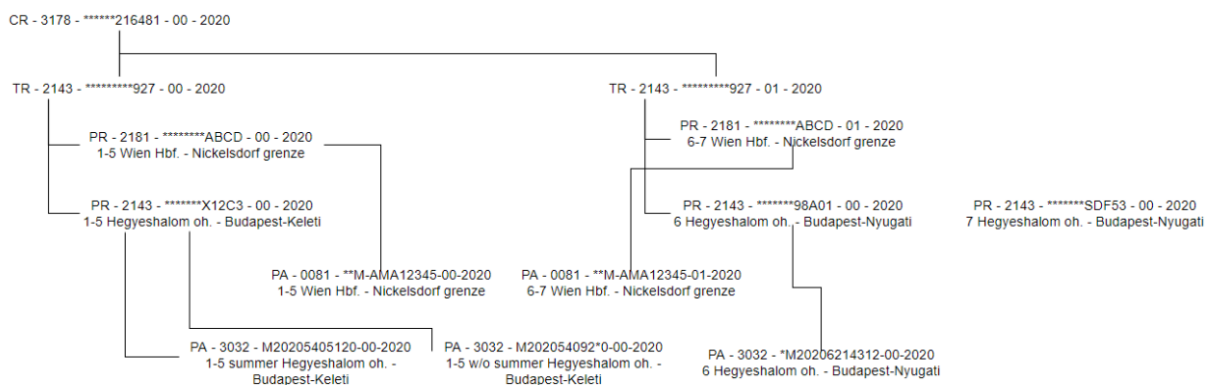 CR - 3178 - ******216481 - 00 - 2020
TR - 2143 - *********927 - 00 - 2020
TR - 2143 - *********927 - 01 - 2020
PR - 2181 - ********ABCD - 00 - 2020
1-5 Wien Hbf. - Nickelsdorf grenze
PR - 2181 - ********ABCD - 01 - 2020
6-7 Wien Hbf. - Nickelsdorf grenze
PR - 2143 - *******X12C3 - 00 - 2020
1-5 Hegyeshalom oh. - Budapest-Keleti
PR - 2143 - *******98A01 - 00 - 2020
6 Hegyeshalom oh. - Budapest-Nyugati
PR - 2143 - *******SDF53 - 00 - 2020
7 Hegyeshalom oh. - Budapest-Nyugati
PA - 0081 - **M-AMA12345-00-2020
1-5 Wien Hbf. - Nickelsdorf grenze
PA - 0081 - **M-AMA12345-01-2020
6-7 Wien Hbf. - Nickelsdorf grenze
PA - 3032 - M20205405120-00-2020
1-5 summer Hegyeshalom oh. -
Budapest-Keleti
PA - 3032 - M202054092*0-00-2020
1-5 w/o summer Hegyeshalom oh. -
Budapest-Keleti
PA - 3032 - *M20206214312-00-2020
6 Hegyeshalom oh. - Budapest-Nyugati